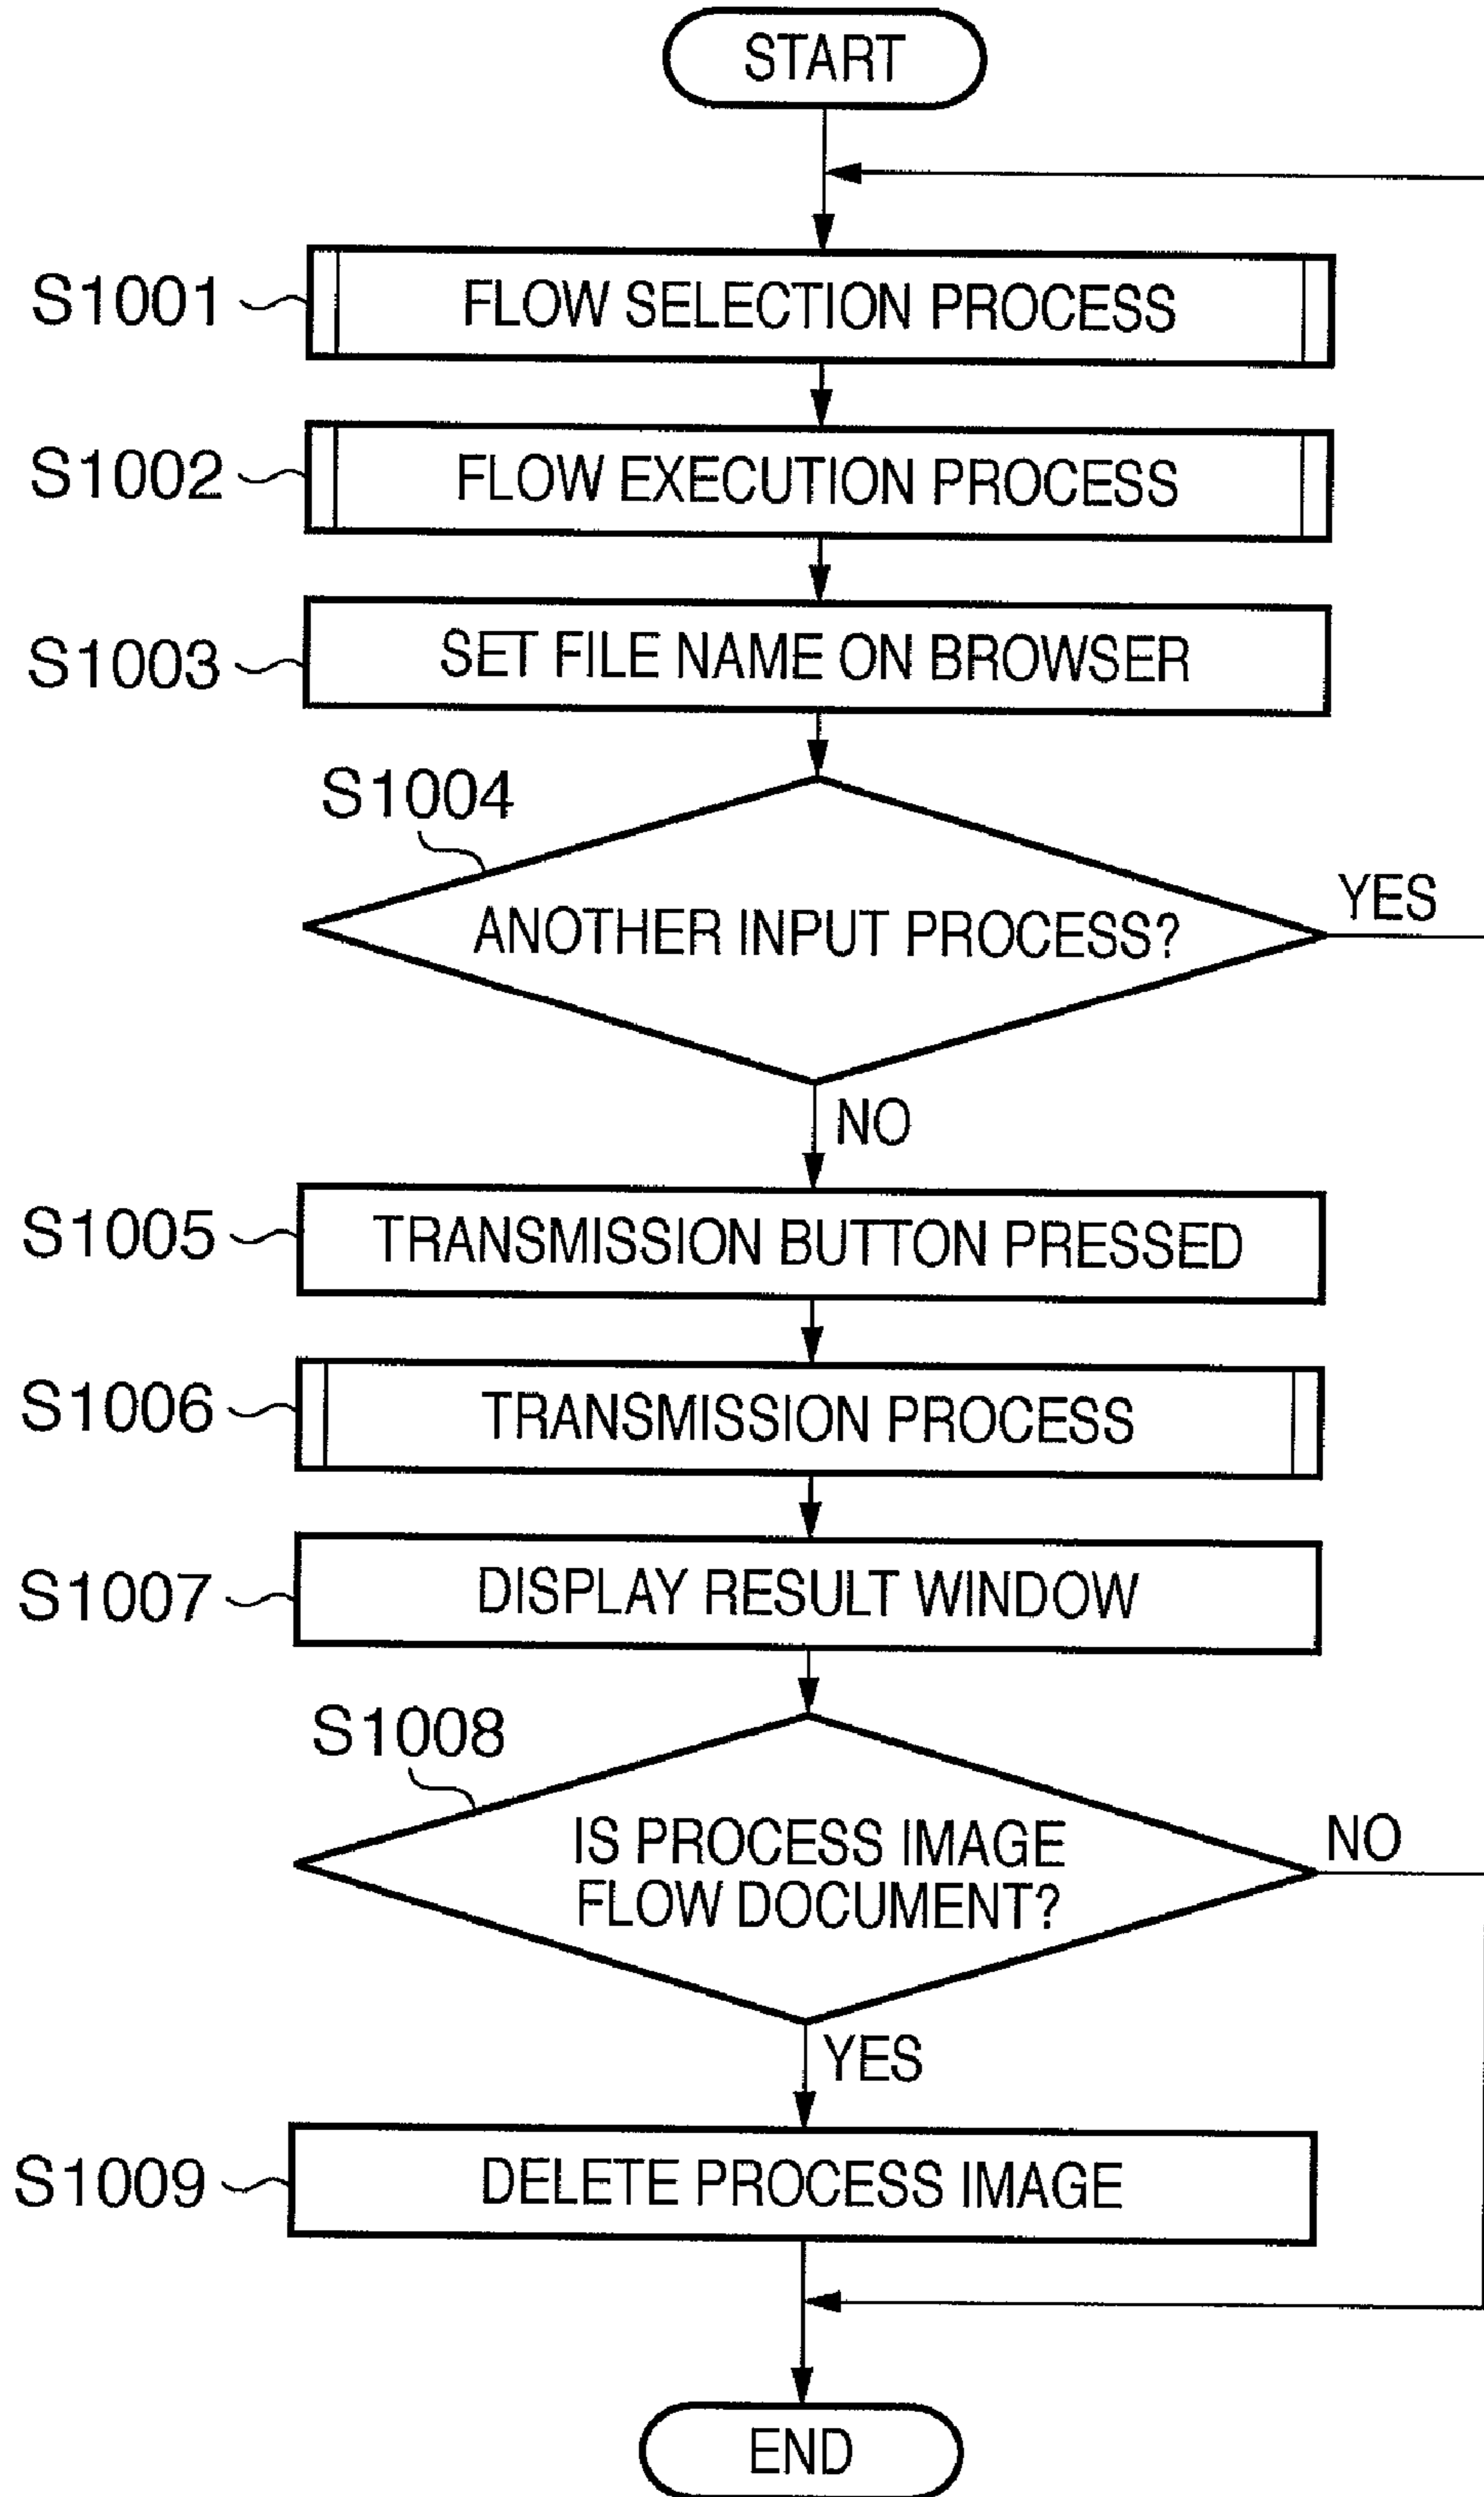 START
S1001
FLOW SELECTION PROCESS
S1002
FLOW EXECUTION PROCESS
S1003
SET FILE NAME ON BROWSER
S1004
ANOTHER INPUT PROCESS?
YES
NO
S1005
TRANSMISSION BUTTON PRESSED
S1006
TRANSMISSION PROCESS
S1007
DISPLAY RESULT WINDOW
S1008
IS PROCESS IMAGE
FLOW DOCUMENT?
NO
YES
S1009
DELETE PROCESS IMAGE
END